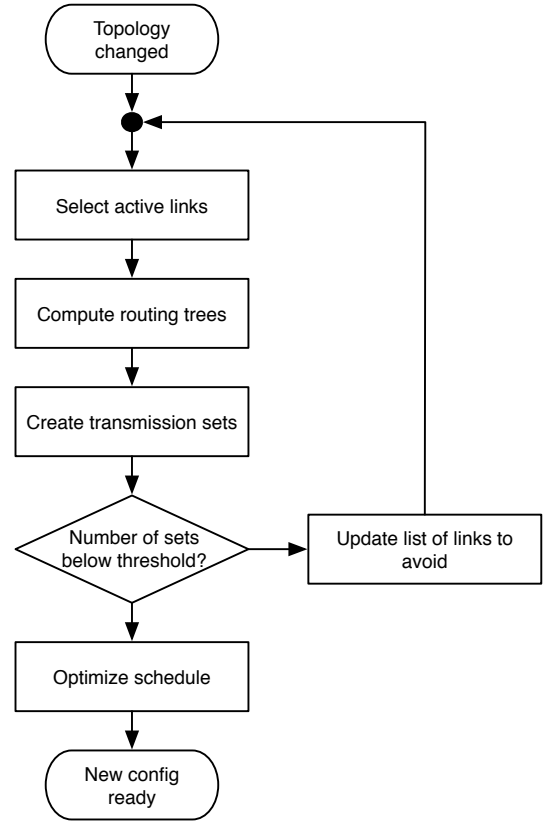 Topology
changed
Select active links
Compute routing trees
Create transmission sets
Number of sets
below threshold?
Update list of links to
avoid
Optimize schedule
New config
ready